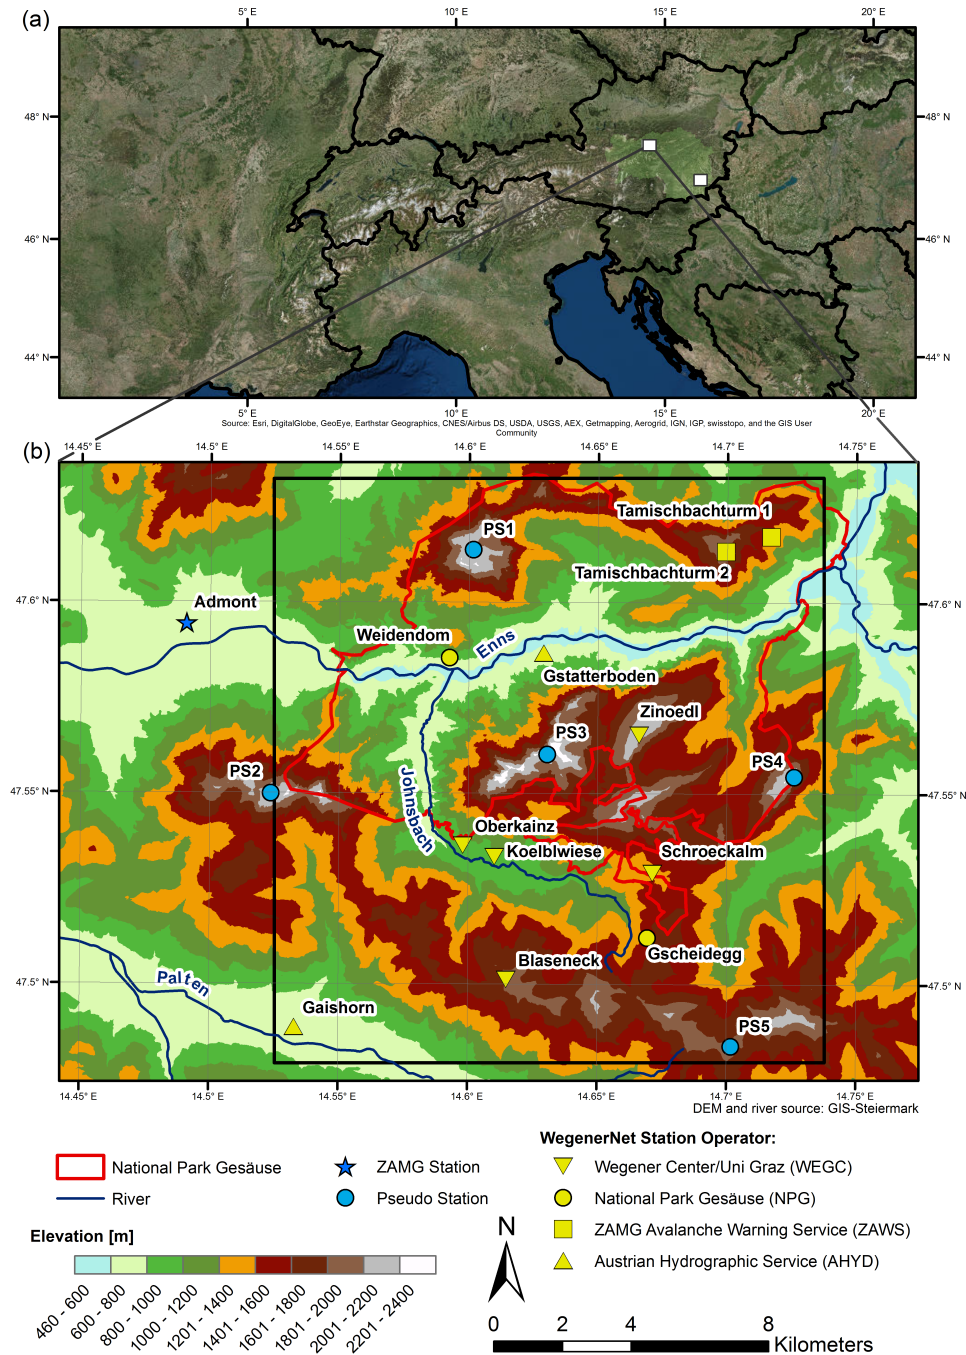 (a)
5° E
10° E
15° E
20° E
48° N
48° N
46° N
46° N
44° N
44° N
5° E
10° E
15° E
20° E
Source: Esri, DigitalGlobe, GeoEye, Earthstar Geographics, CNES/Airbus DS, USDA, USGS, AEX, Getmapping, Aerogrid, IGN, IGP, swisstopo, and the GIS User
Community
(b)
14.45° E
14.5° E
14.55° E
14.6° E
14.65° E
14.7° E
14.75° E
Tamischbachturm 1
PS1
Tamischbachturm 2
47.6° N
47.6° N
Admont
Weidendom
Enns
Gstatterboden
Zinoedl
PS3
PS4
PS2
47.55° N
47.55° N
Johnsbach
Oberkainz
Koelblwiese
Schroeckalm
Gscheidegg
Blaseneck
47.5° N
47.5° N
Palten
Gaishorn
PS5
14.45° E
14.5° E
14.55° E
14.6° E
14.65° E
14.7° E
14.75° E
DEM and river source: GIS-Steiermark
WegenerNet Station Operator:
National Park Gesäuse
ZAMG Station
Wegener Center/Uni Graz (WEGC)
River
Pseudo Station
National Park Gesäuse (NPG)
ZAMG Avalanche Warning Service (ZAWS)
Austrian Hydrographic Service (AHYD)
Elevation [m]
460 - 600
600 - 800
800 - 1000
1000 - 1200
1201 - 1400
1401 - 1600
1601 - 1800
1801 - 2000
2001 - 2200
2201 - 2400
N
0 2 4 8
Kilometers